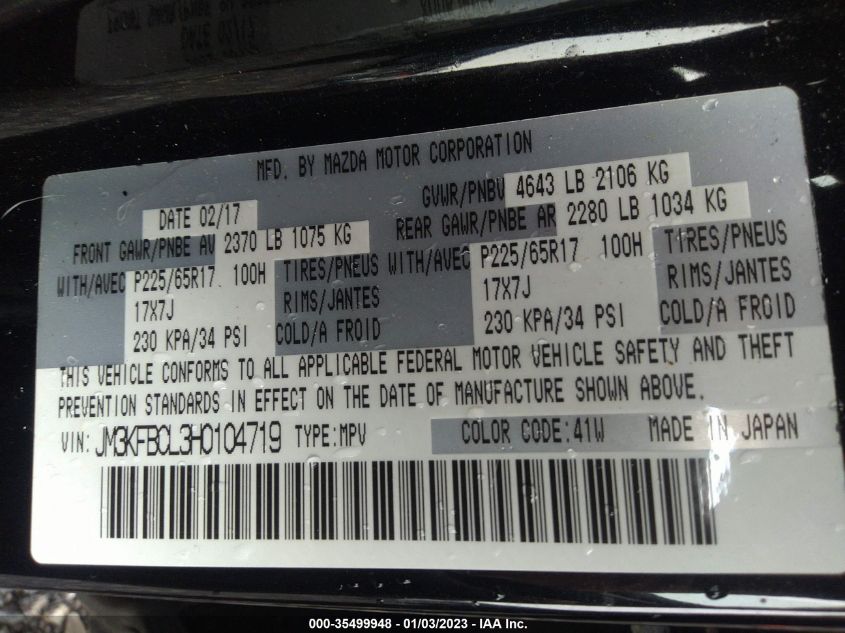 MFD. BY MAZDA MOTOR CORPORATION
DATE 02/17 GVWR/PNBV 4643 LB 2106 KG
FRONT GAWR/PNBE AV 2370 LB 1075 KG REAR GAWR/PNBE AR 2280 LB 1034 KG
WITH/AVEC P225/65R17 100H TIRES/PNEUS WITH/AVEC P225/65R17 100H TIRES/PNEUS
17X7J RIMS/JANTES 17X7J RIMS/JANTES
230 KPA/34 PSI COLD/A FROID 230 KPA/34 PSI COLD/A FROID
THIS VEHICLE CONFORMS TO ALL APPLICABLE FEDERAL MOTOR VEHICLE SAFETY AND THEFT
PREVENTION STANDARDS IN EFFECT ON THE DATE OF MANUFACTURE SHOWN ABOVE.
VIN: JM3KFBCL3H0104719 TYPE:MPV COLOR CODE:41W MADE IN JAPAN
000-35499948 - 01/03/2023 - IAA Inc.